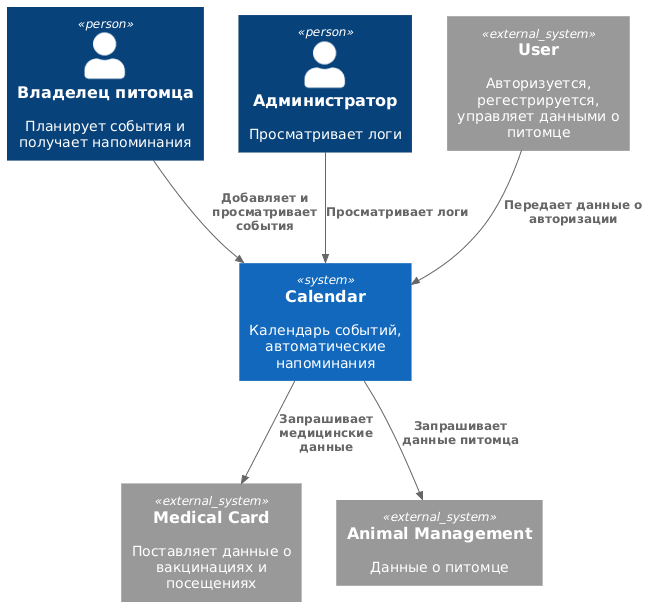 «person»
Владелец питомца
Планирует события и
получает напоминания
«person»
Администратор
Просматривает логи
«external_system»
User
Авторизуется,
регестрируется,
управляет данными о
питомце
Добавляет и
просматривает
события
Просматривает логи
Передает данные о
авторизации
«system»
Calendar
Календарь событий,
автоматические
напоминания
Запрашивает
медицинские
данные
Запрашивает
данные питомца
«external_system»
Medical Card
Поставляет данные о
вакцинациях и
посещениях
«external_system»
Animal Management
Данные о питомце